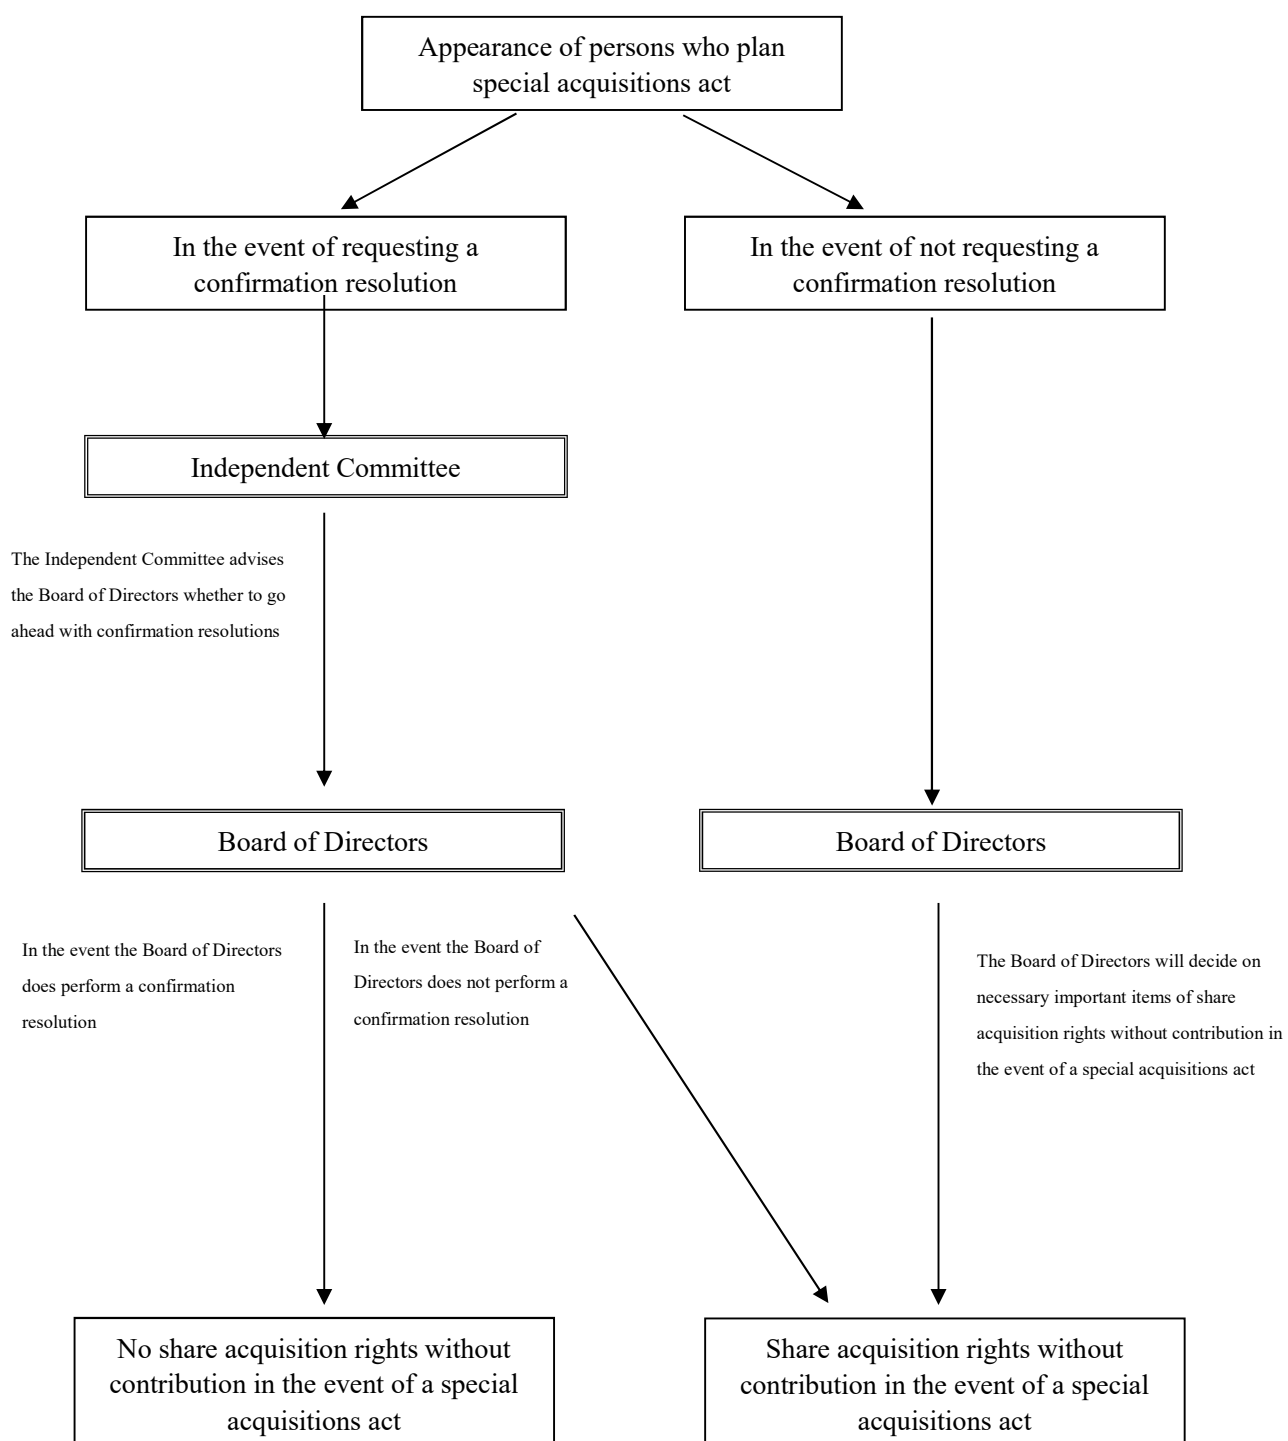 Appearance of persons who plan
special acquisitions act
In the event of requesting a
confirmation resolution
In the event of not requesting a
confirmation resolution
Independent Committee
The Independent Committee advises
the Board of Directors whether to go
ahead with confirmation resolutions
Board of Directors
Board of Directors
In the event the Board of Directors
does perform a confirmation
resolution
In the event the Board of
Directors does not perform a
confirmation resolution
The Board of Directors will decide on
necessary important items of share
acquisition rights without contribution in
the event of a special acquisitions act
No share acquisition rights without
contribution in the event of a special
acquisitions act
Share acquisition rights without
contribution in the event of a special
acquisitions act